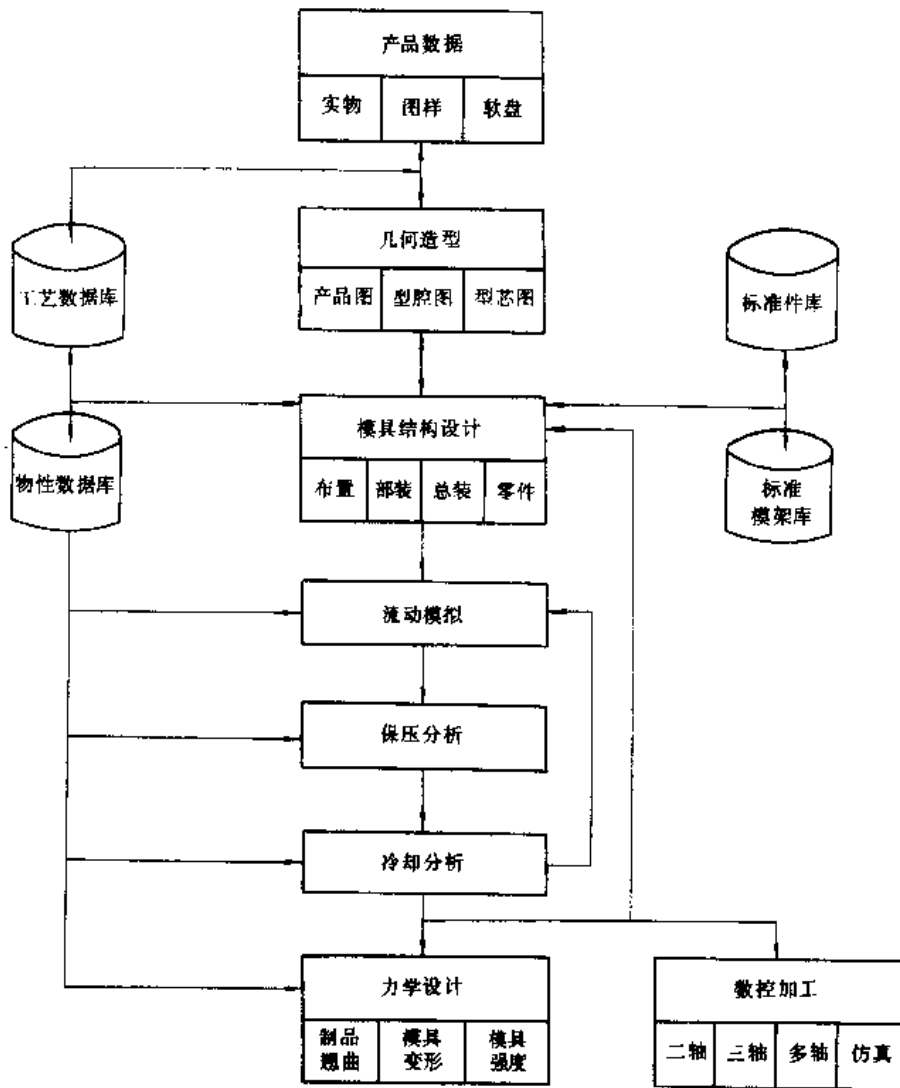 产品数据
实物 图样 软盘
几何造型
产品图 型腔图 型芯图
工艺数据库
标准件库
模具结构设计
布置 部装 总装 零件
物性数据库
标准
模架库
流动模拟
保压分析
冷却分析
力学设计
制品 模具 模具
翘曲 变形 强度
数控加工
二轴 三轴 多轴 仿真